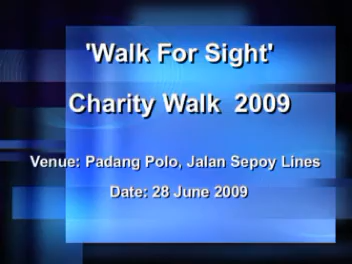 'Walk For Sight'
Charity Walk 2009
Venue: Padang Polo, Jalan Sepoy Lines
Date: 28 June 2009